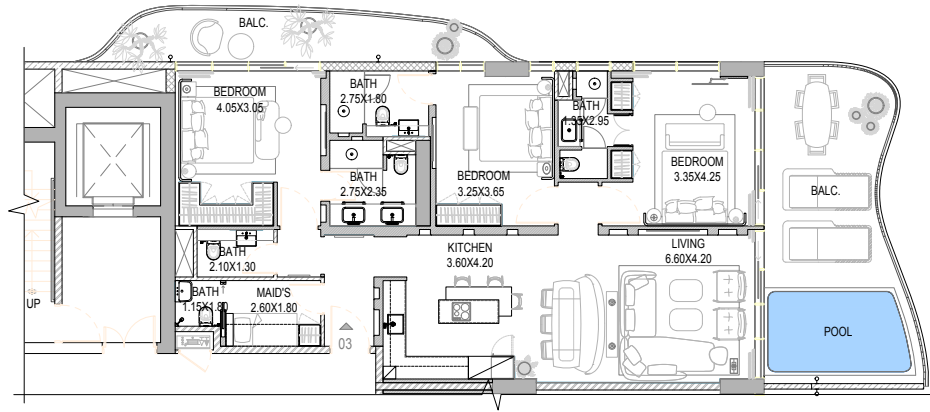 BALC.
BEDROOM
4.05X3.05
BATH
2.75X1.80
BATH
2.75X2.35
BEDROOM
3.25X3.65
BATH
1.35X2.95
BEDROOM
3.35X4.25
BALC.
BATH
2.10X1.30
KITCHEN
3.60X4.20
LIVING
6.60X4.20
BATH
MAID'S
2.60X1.80
UP
03
POOL